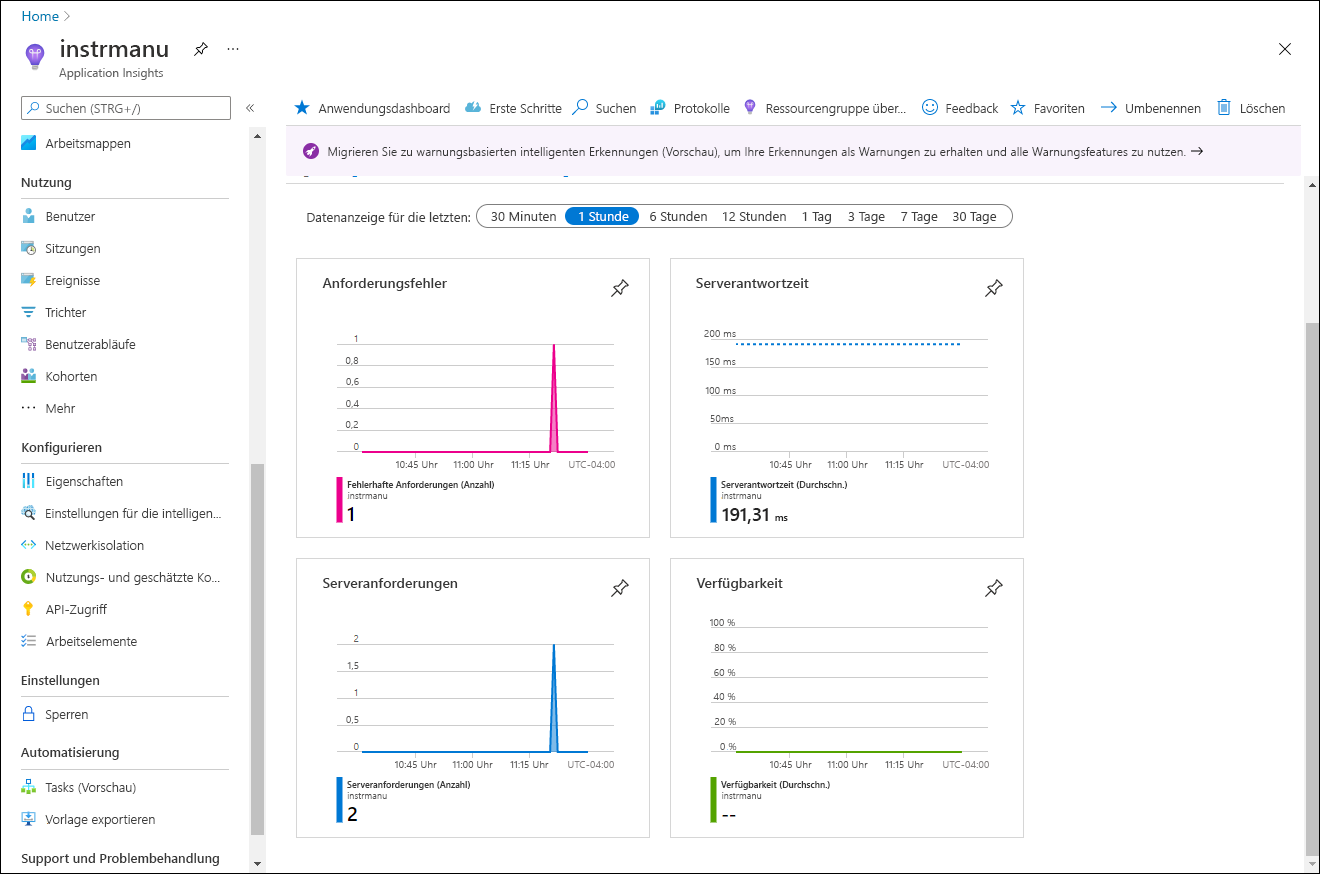 Home
instrmanu
Application Insights
Suchen (STRG+/)
Arbeitsmappen
Nutzung
Benutzer
Sitzungen
Ereignisse
Trichter
Benutzerabläufe
Kohorten
Mehr
Konfigurieren
Eigenschaften
Einstellungen für die intelligen...
Netzwerkisolation
Nutzungs- und geschätzte Ko...
API-Zugriff
Arbeitselemente
Einstellungen
Sperren
Automatisierung
Tasks (Vorschau)
Vorlage exportieren
Support und Problembehandlung
Anwendungsdashboard Erste Schritte Suchen Protokolle Ressourcengruppe über... Feedback Favoriten Umbenennen Löschen
Migrieren Sie zu warnungsbasierten intelligenten Erkennungen (Vorschau), um Ihre Erkennungen als Warnungen zu erhalten und alle Warnungsfeatures zu nutzen. →
Datenanzeige für die letzten: 30 Minuten 1 Stunde 6 Stunden 12 Stunden 1 Tag 3 Tage 7 Tage 30 Tage
Anforderungsfehler
1
0,8
0,6
0,4
0,2
0
10:45 Uhr 11:00 Uhr 11:15 Uhr UTC-04:00
Fehlerhafte Anforderungen (Anzahl)
instrmanu
1
Serverantwortzeit
200 ms
150 ms
100 ms
50ms
0 ms
10:45 Uhr 11:00 Uhr 11:15 Uhr UTC-04:00
Serverantwortzeit (Durchschn.)
instrmanu
191,31 ms
Serveranforderungen
2
1,5
1
0,5
0
10:45 Uhr 11:00 Uhr 11:15 Uhr UTC-04:00
Serveranforderungen (Anzahl)
instrmanu
2
Verfügbarkeit
100 %
80 %
60 %
40 %
20 %
0 %
10:45 Uhr 11:00 Uhr 11:15 Uhr UTC-04:00
Verfügbarkeit (Durchschn.)
instrmanu
--